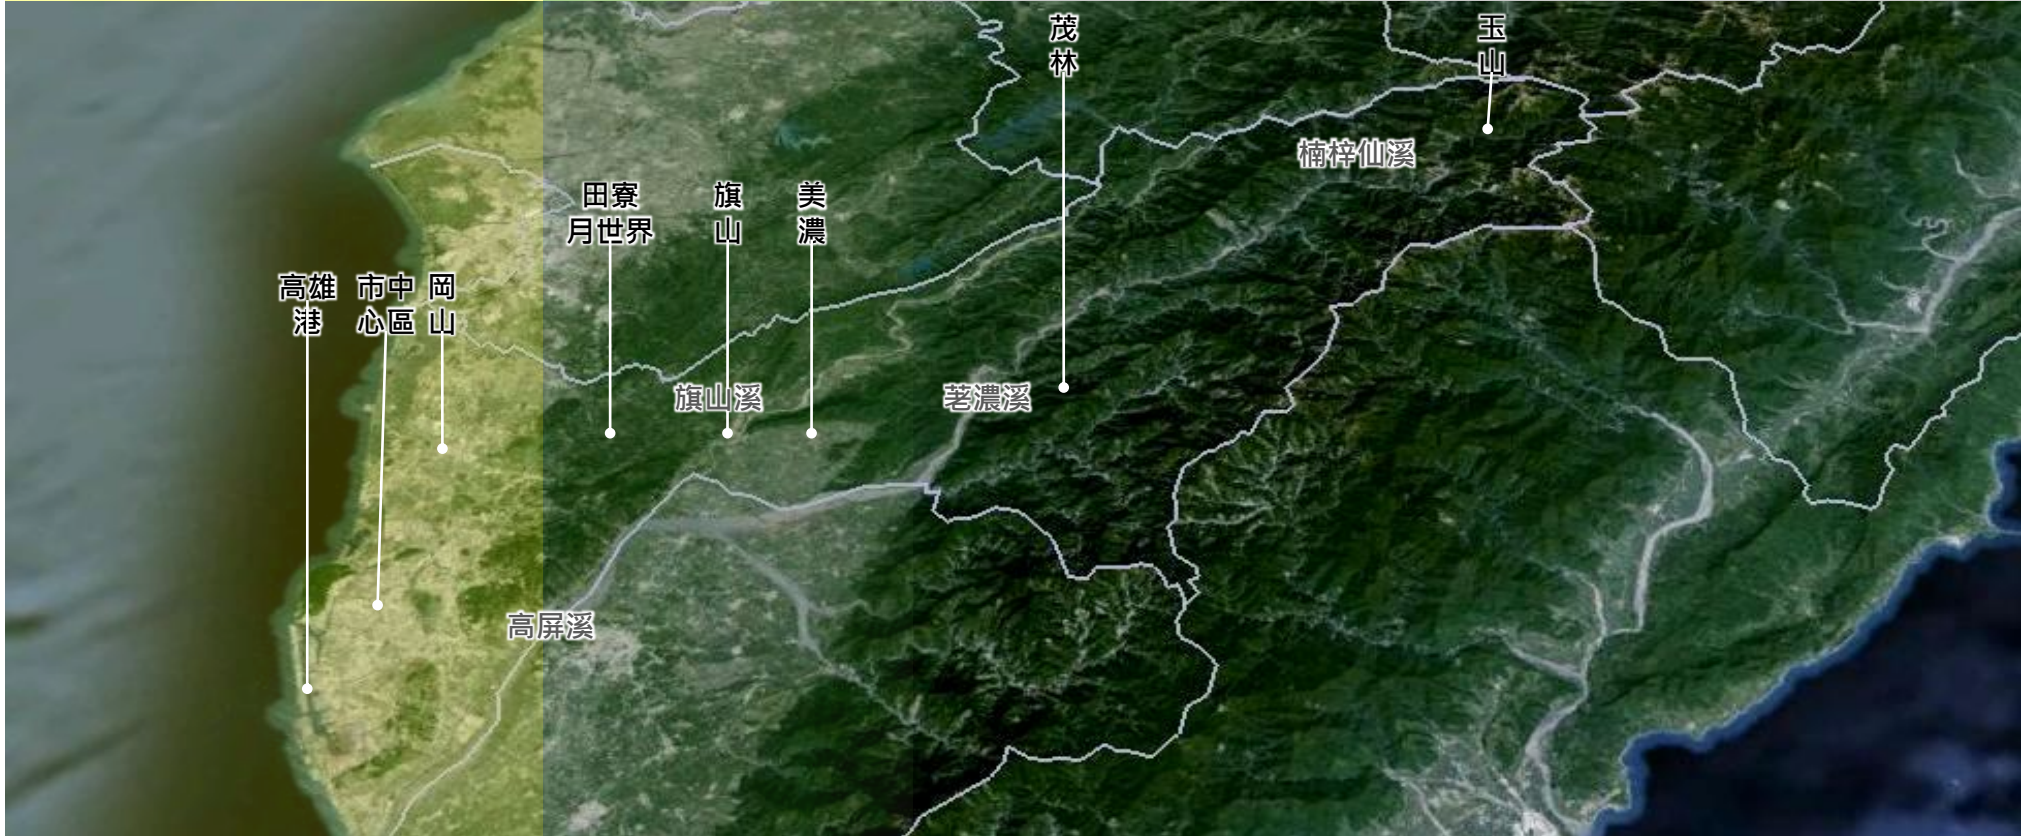 茂
林
玉
山
楠梓仙溪
田寮
月世界
旗
山
美
濃
高雄
港
市中
心區
岡
山
旗山溪
荖濃溪
高屏溪